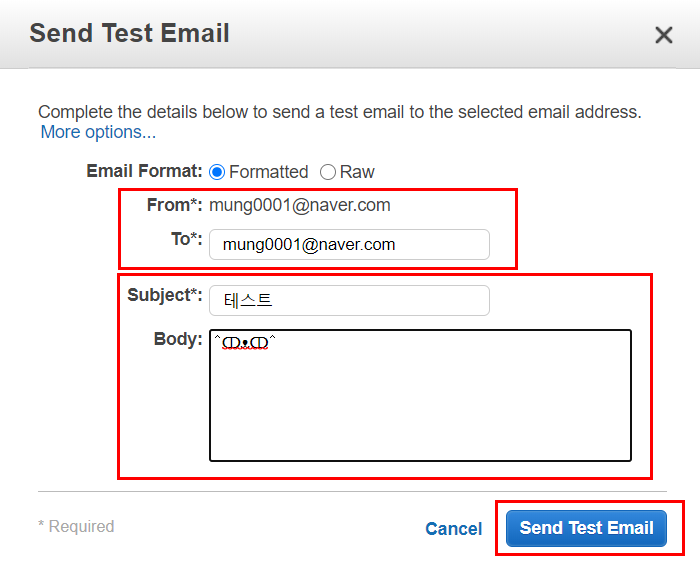 Send Test Email
Complete the details below to send a test email to the selected email address.
More options...
Email Format: Formatted Raw
From*: mung0001@naver.com
To*: mung0001@naver.com
Subject*: 테스트
Body: ^ↀᴥↀ^
* Required Cancel Send Test Email